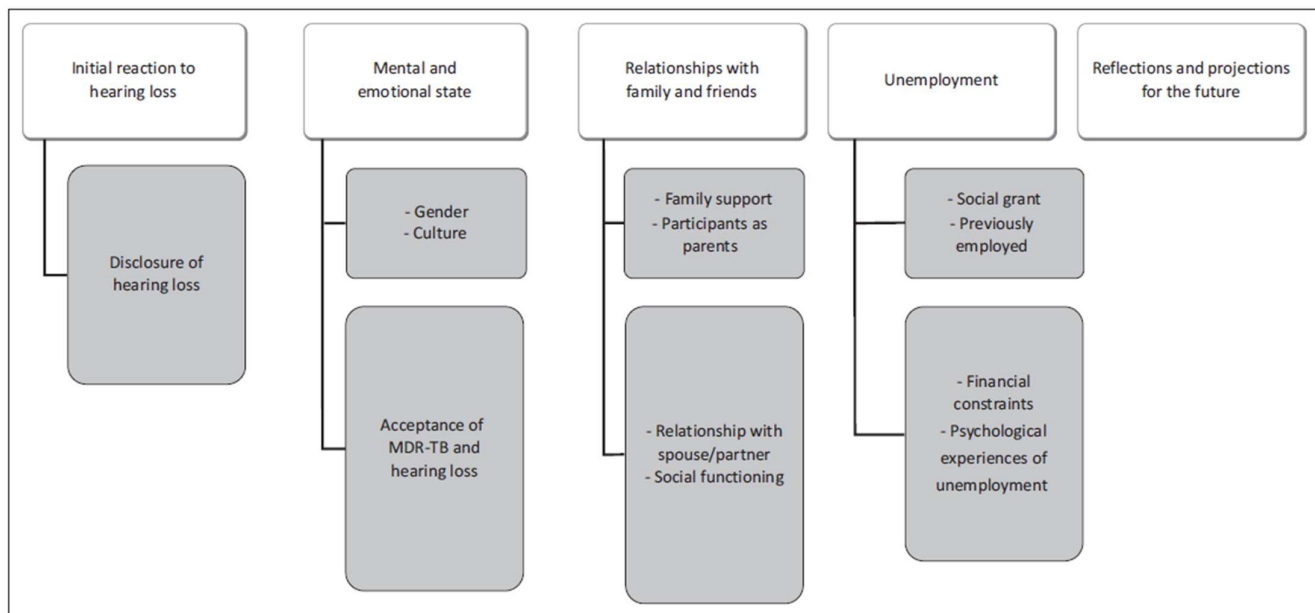 Initial reaction to
hearing loss
Disclosure of
hearing loss
Mental and
emotional state
- Gender
- Culture
Acceptance of
MDR-TB and
hearing loss
Relationships with
family and friends
- Family support
- Participants as
parents
- Relationship with
spouse/partner
- Social functioning
Unemployment
- Social grant
- Previously
employed
- Financial
constraints
- Psychological
experiences of
unemployment
Reflections and projections
for the future